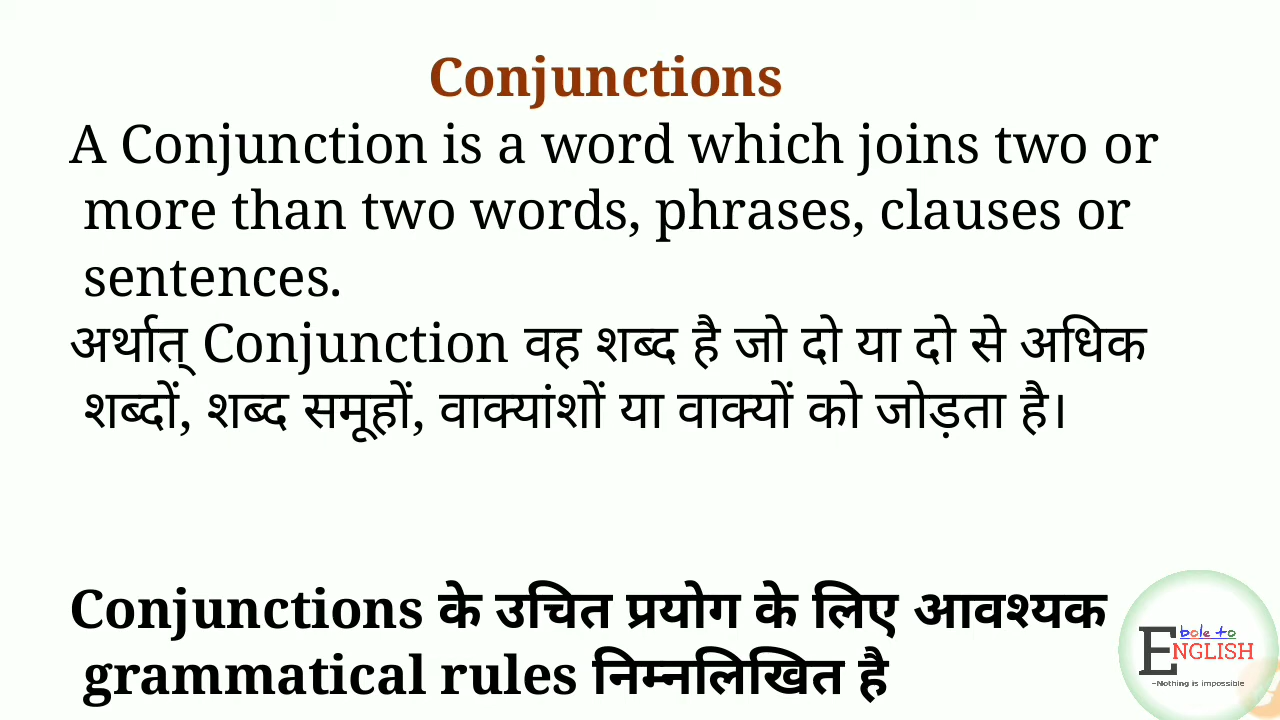 Conjunctions
A Conjunction is a word which joins two or
more than two words, phrases, clauses or
sentences.
अर्थात् Conjunction वह शब्द है जो दो या दो से अधिक
शब्दों, शब्द समूहों, वाक्यांशों या वाक्यों को जोड़ता है।
Conjunctions के उचित प्रयोग के लिए आवश्यक
grammatical rules निम्नलिखित है
bole to
ENGLISH
~Nothing is impossible